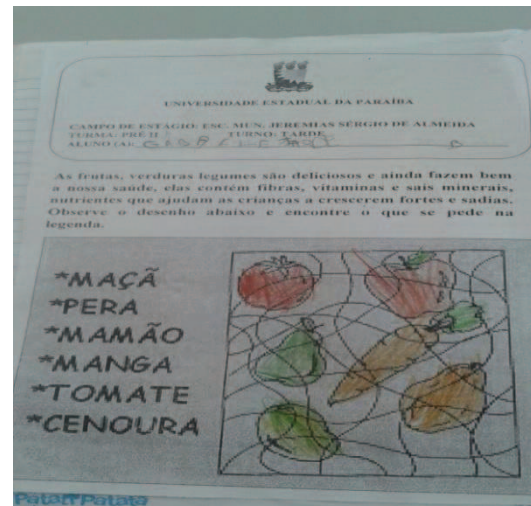 UNIVERSIDADE ESTADUAL DA PARAÍBA
CAMPO DE ESTÁGIO: ESC. MUN. JEREMIAS SÉRGIO DE ALMEIDA
TURMA: PRÉ II TURNO: TARDE
ALUNO (A):
As frutas, verduras legumes são deliciosos e ainda fazem bem
a nossa saúde, elas contém fibras, vitaminas e sais minerais,
nutrientes que ajudam as crianças a crescerem fortes e sadias.
Observe o desenho abaixo e encontre o que se pede na
legenda.
*MAÇÃ
*PERA
*MAMÃO
*MANGA
*TOMATE
*CENOURA